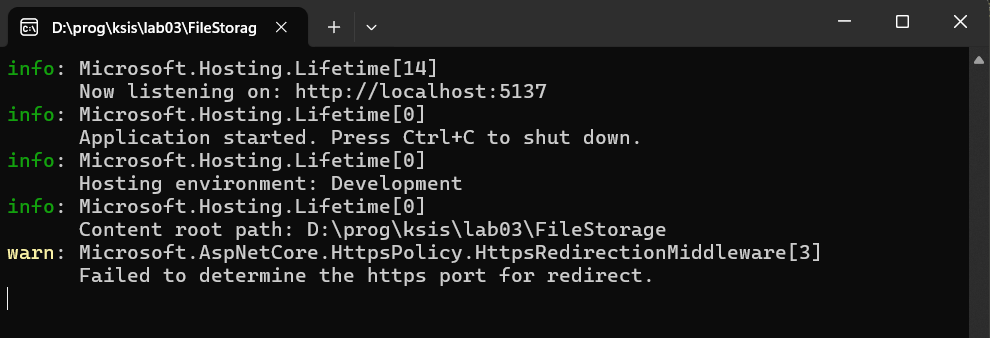 D:\prog\ksis\lab03\FileStorag
info: Microsoft.Hosting.Lifetime[14]
Now listening on: http://localhost:5137
info: Microsoft.Hosting.Lifetime[0]
Application started. Press Ctrl+C to shut down.
info: Microsoft.Hosting.Lifetime[0]
Hosting environment: Development
info: Microsoft.Hosting.Lifetime[0]
Content root path: D:\prog\ksis\lab03\FileStorage
warn: Microsoft.AspNetCore.HttpsPolicy.HttpsRedirectionMiddleware[3]
Failed to determine the https port for redirect.